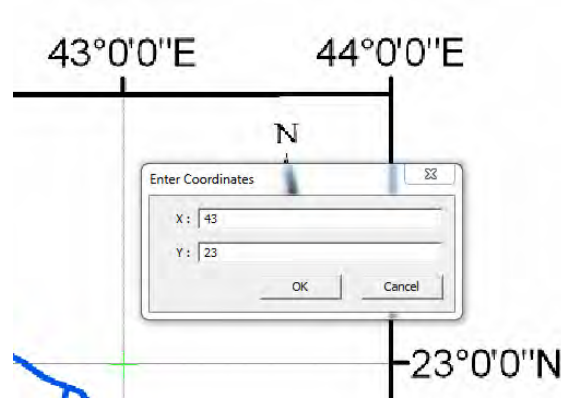 43°0'0"E 44°0'0"E
N
Enter Coordinates
X : 43
Y : 23
OK Cancel
23°0'0"N